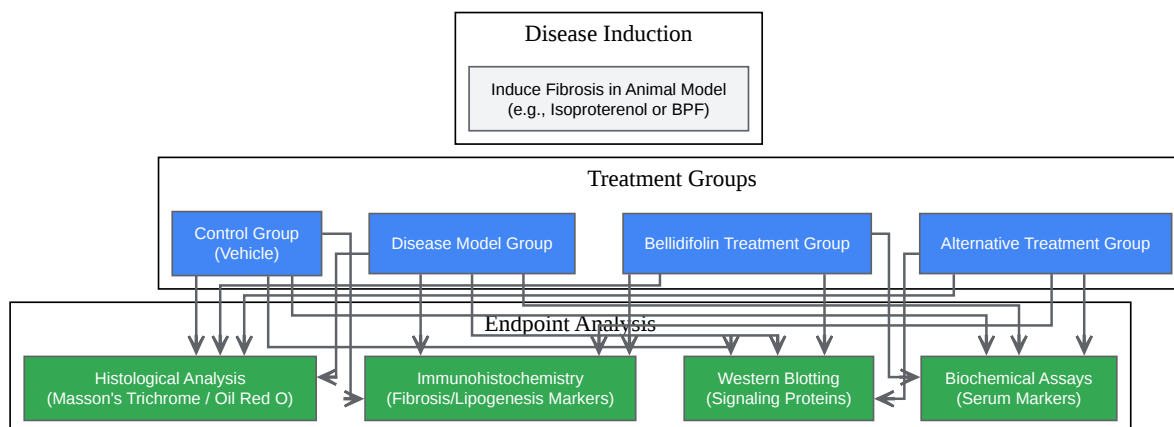 Disease Induction
Induce Fibrosis in Animal Model
(e.g., Isoproterenol or BPF)
Treatment Groups
Control Group
(Vehicle)
Disease Model Group
Bellidifolin Treatment Group
Alternative Treatment Group
Endpoint Analysis
Histological Analysis
(Masson's Trichrome / Oil Red O)
Immunohistochemistry
(Fibrosis/Lipogenesis Markers)
Western Blotting
(Signaling Proteins)
Biochemical Assays
(Serum Markers)